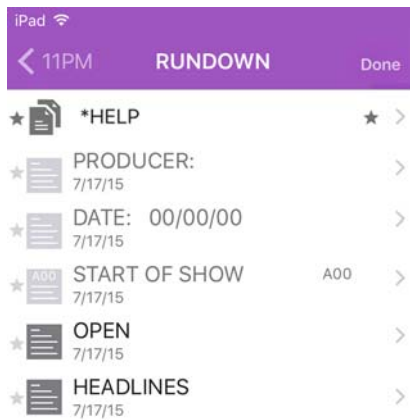 iPad
11PM RUNDOWN Done
*HELP
PRODUCER:
7/17/15
DATE: 00/00/00
7/17/15
A00 START OF SHOW A00
7/17/15
OPEN
7/17/15
HEADLINES
7/17/15